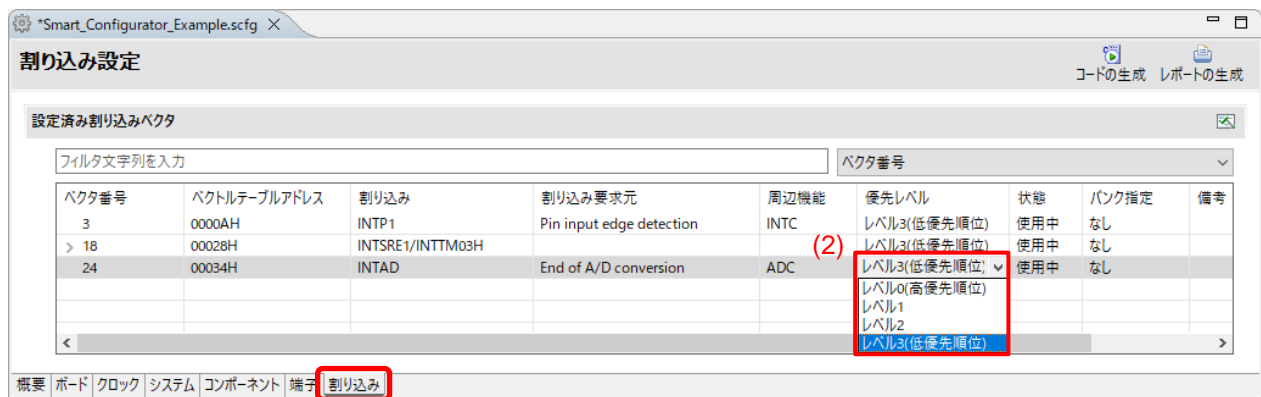 *Smart_Configurator_Example.scfg
割り込み設定
コードの生成 レポートの生成
設定済み割り込みベクタ
フィルタ文字列を入力 ベクタ番号
ベクタ番号 ベクトルテーブルアドレス 割り込み 割り込み要求元 周辺機能 優先レベル 状態 バンク指定 備考
3 0000AH INTP1 Pin input edge detection INTC レベル3(低優先順位) 使用中 なし
18 00028H INTSRE1/INTTM03H レベル3(低優先順位) 使用中 なし
(2)
24 00034H INTAD End of A/D conversion ADC レベル3(低優先順位) 使用中 なし
レベル0(高優先順位)
レベル1
レベル2
レベル3(低優先順位)
概要 ボード クロック システム コンポーネント 端子 割り込み